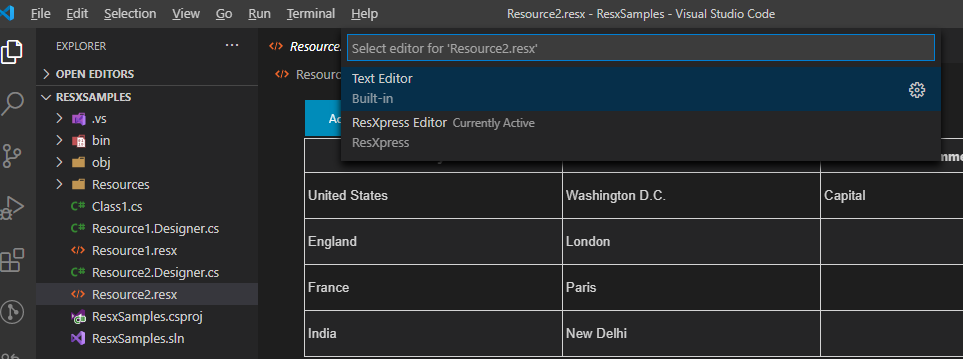 File Edit Selection View Go Run Terminal Help Resource2.resx - ResxSamples - Visual Studio Code
EXPLORER ...
OPEN EDITORS
RESXSAMPLES
.vs
bin
obj
Resources
Class1.cs
Resource1.Designer.cs
Resource1.resx
Resource2.Designer.cs
Resource2.resx
ResxSamples.csproj
ResxSamples.sln
Select editor for 'Resource2.resx'
Text Editor
Built-in
ResXpress Editor Currently Active
ResXpress
United States Washington D.C. Capital
England London
France Paris
India New Delhi